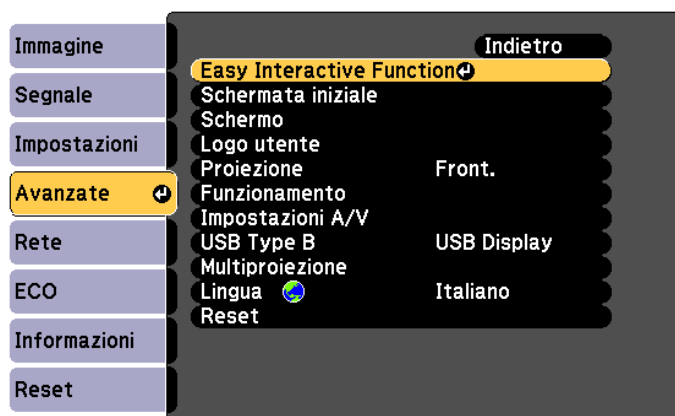 Immagine
Segnale
Impostazioni
Avanzate
Rete
ECO
Informazioni
Reset
Indietro
Easy Interactive Function
Schermata iniziale
Schermo
Logo utente
Proiezione Front.
Funzionamento
Impostazioni A/V
USB Type B USB Display
Multiproiezione
Lingua Italiano
Reset